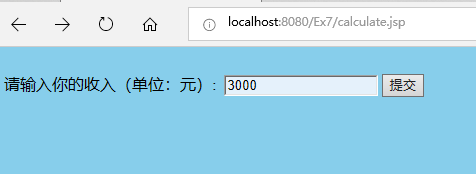 localhost:8080/Ex7/calculate.jsp
请输入你的收入（单位：元）: 3000 提交